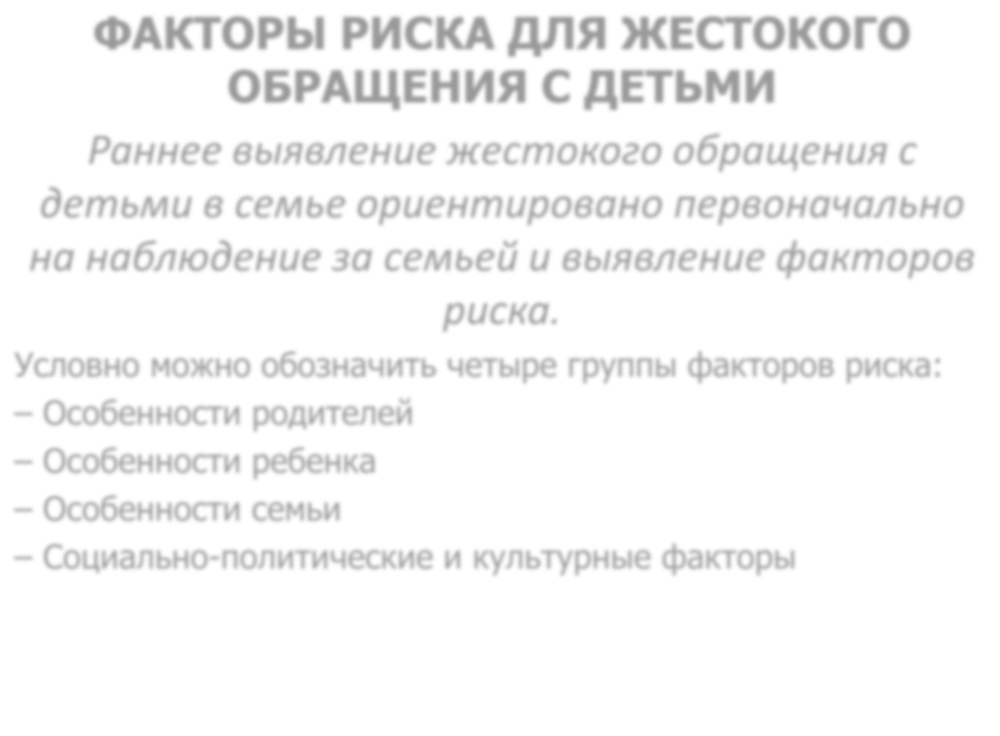 ФАКТОРЫ РИСКА ДЛЯ ЖЕСТОКОГО
ОБРАЩЕНИЯ С ДЕТЬМИ
Раннее выявление жестокого обращения с
детьми в семье ориентировано первоначально
на наблюдение за семьей и выявление факторов
риска.
Условно можно обозначить четыре группы факторов риска:
– Особенности родителей
– Особенности ребенка
– Особенности семьи
– Социально-политические и культурные факторы